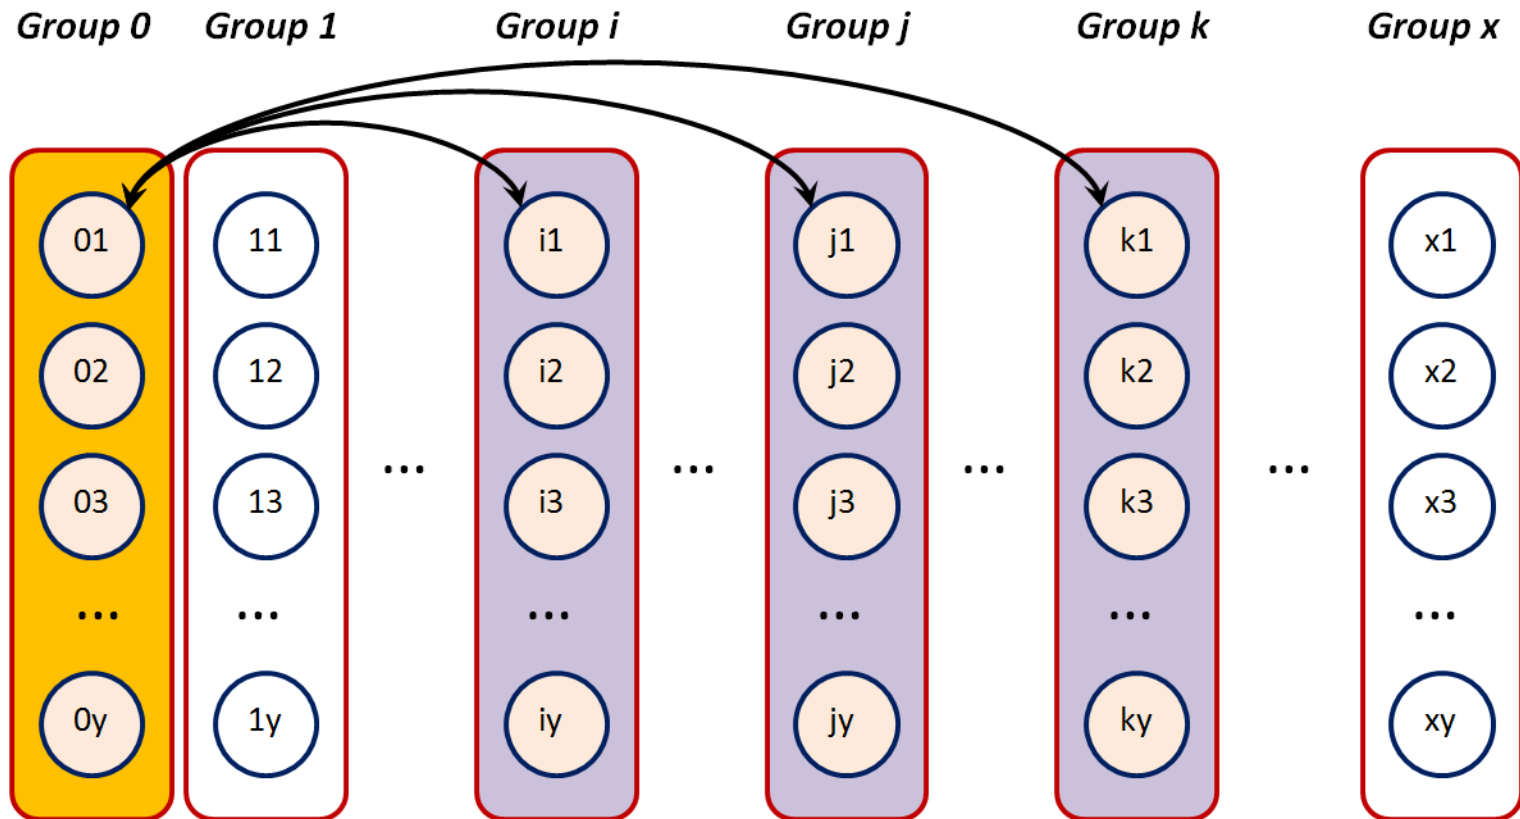 Group 0 Group 1 Group i Group j Group k Group x
01 11 i1 j1 k1 x1
02 12 i2 j2 k2 x2
... ... ... ...
03 13 i3 j3 k3 x3
... ... ... ... ... ...
0y 1y iy jy ky xy